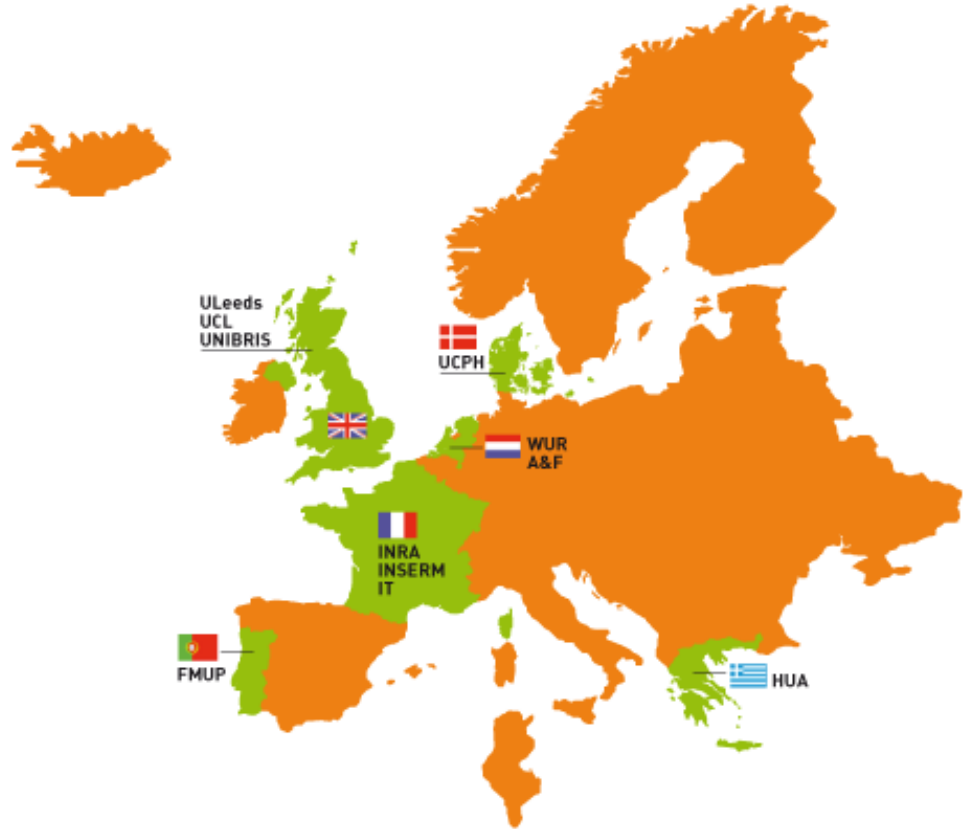 ULeeds
UCL
UNIBRIS
UCPH
WUR
A&F
INRA
INSERM
IT
FMUP
HUA